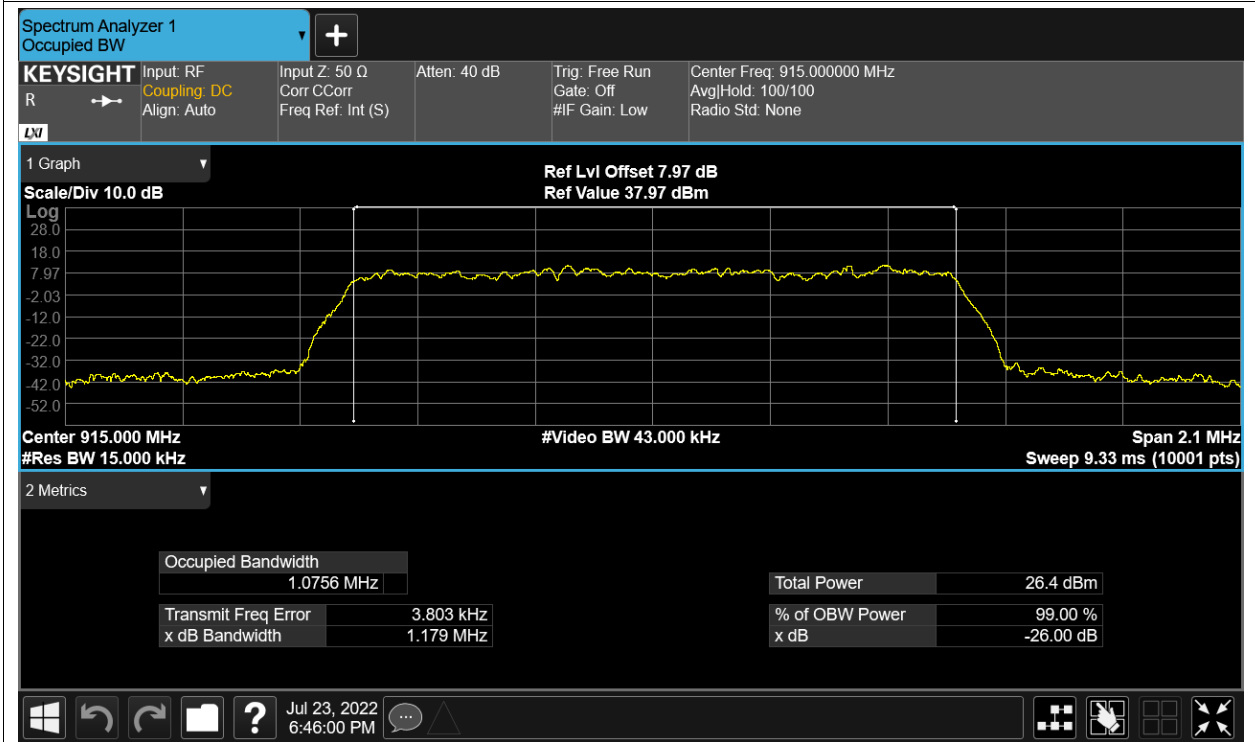 Spectrum Analyzer 1
Occupied BW
▼
+
KEYSIGHT
R
LXI
Input: RF
Coupling: DC
Align: Auto
Input Z: 50 Ω
Corr CCorr
Freq Ref: Int (S)
Atten: 40 dB
Trig: Free Run
Gate: Off
#IF Gain: Low
Center Freq: 915.000000 MHz
Avg|Hold: 100/100
Radio Std: None
1 Graph ▼
Scale/Div 10.0 dB
Ref Lvl Offset 7.97 dB
Ref Value 37.97 dBm
Log
28.0
18.0
7.97
-2.03
-12.0
-22.0
-32.0
-42.0
-52.0
Center 915.000 MHz
#Video BW 43.000 kHz
Span 2.1 MHz
#Res BW 15.000 kHz
Sweep 9.33 ms (10001 pts)
2 Metrics ▼
Occupied Bandwidth
1.0756 MHz
Total Power 26.4 dBm
Transmit Freq Error 3.803 kHz
% of OBW Power 99.00 %
x dB Bandwidth 1.179 MHz
x dB -26.00 dB
?
Jul 23, 2022
6:46:00 PM